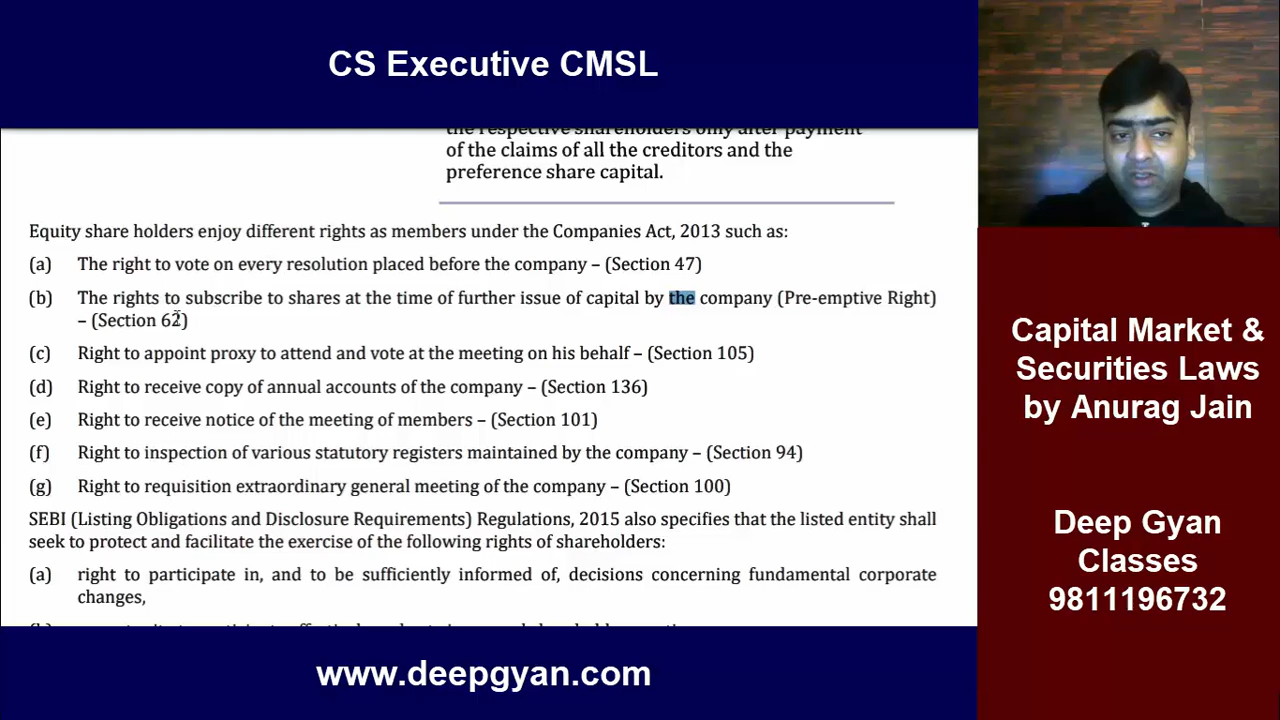 CS Executive CMSL
the respective shareholders only after payment
of the claims of all the creditors and the
preference share capital.
Equity share holders enjoy different rights as members under the Companies Act, 2013 such as:
(a) The right to vote on every resolution placed before the company – (Section 47)
(b) The rights to subscribe to shares at the time of further issue of capital by the company (Pre-emptive Right)
– (Section 62)
(c) Right to appoint proxy to attend and vote at the meeting on his behalf – (Section 105)
(d) Right to receive copy of annual accounts of the company – (Section 136)
(e) Right to receive notice of the meeting of members – (Section 101)
(f) Right to inspection of various statutory registers maintained by the company – (Section 94)
(g) Right to requisition extraordinary general meeting of the company – (Section 100)
SEBI (Listing Obligations and Disclosure Requirements) Regulations, 2015 also specifies that the listed entity shall
seek to protect and facilitate the exercise of the following rights of shareholders:
(a) right to participate in, and to be sufficiently informed of, decisions concerning fundamental corporate
changes,
www.deepgyan.com
Capital Market &
Securities Laws
by Anurag Jain
Deep Gyan
Classes
9811196732